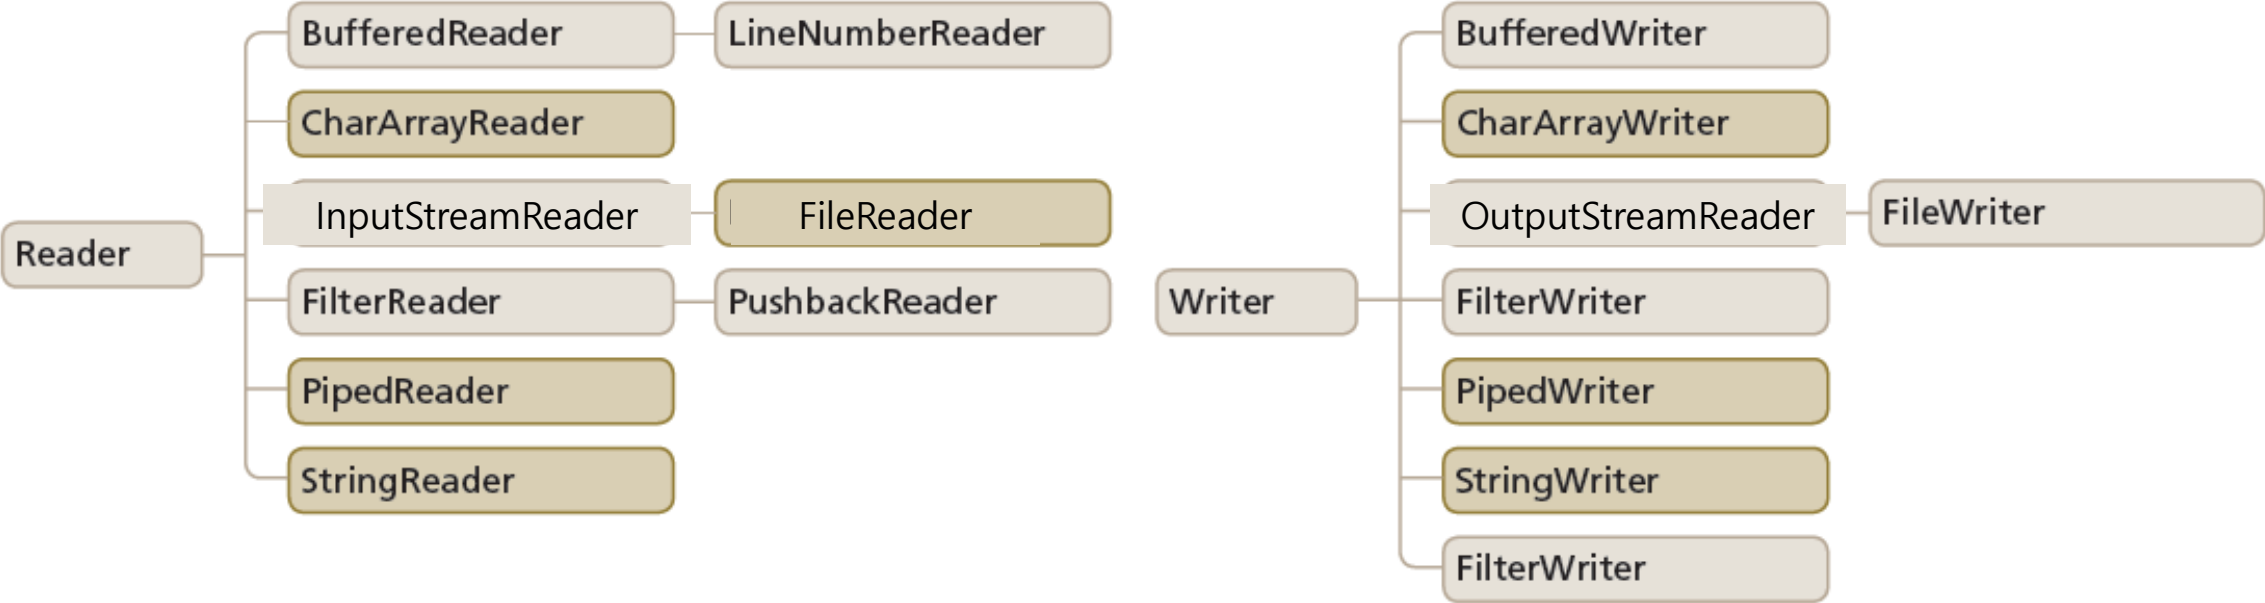 BufferedReader
LineNumberReader
CharArrayReader
InputStreamReader
FileReader
Reader
FilterReader
PushbackReader
PipedReader
StringReader
BufferedWriter
CharArrayWriter
OutputStreamReader
FileWriter
Writer
FilterWriter
PipedWriter
StringWriter
FilterWriter